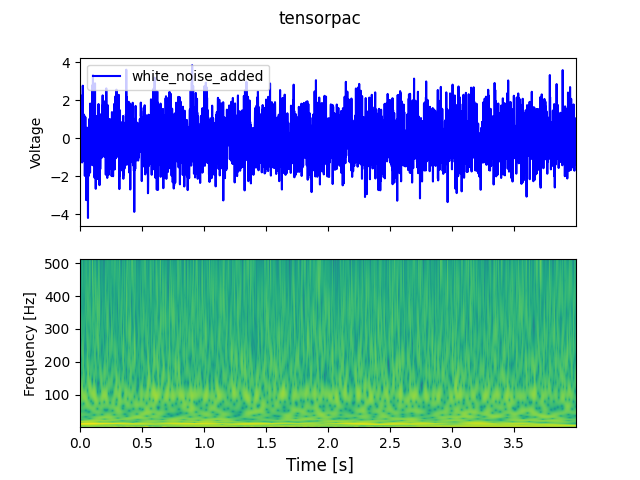 tensorpac
4
2
0
−2
−4
Voltage
white_noise_added
500
400
300
200
100
Frequency [Hz]
0.0 0.5 1.0 1.5 2.0 2.5 3.0 3.5
Time [s]